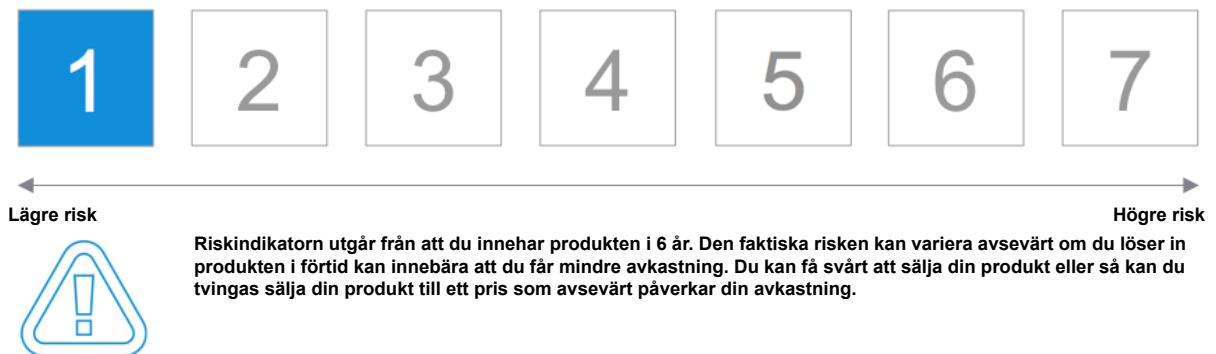 1 2 3 4 5 6 7
Lägre risk Högre risk
Riskindikatorn utgår från att du innehar produkten i 6 år. Den faktiska risken kan variera avsevärt om du löser in
produkten i förtid kan innebära att du får mindre avkastning. Du kan få svårt att sälja din produkt eller så kan du
tvingas sälja din produkt till ett pris som avsevärt påverkar din avkastning.